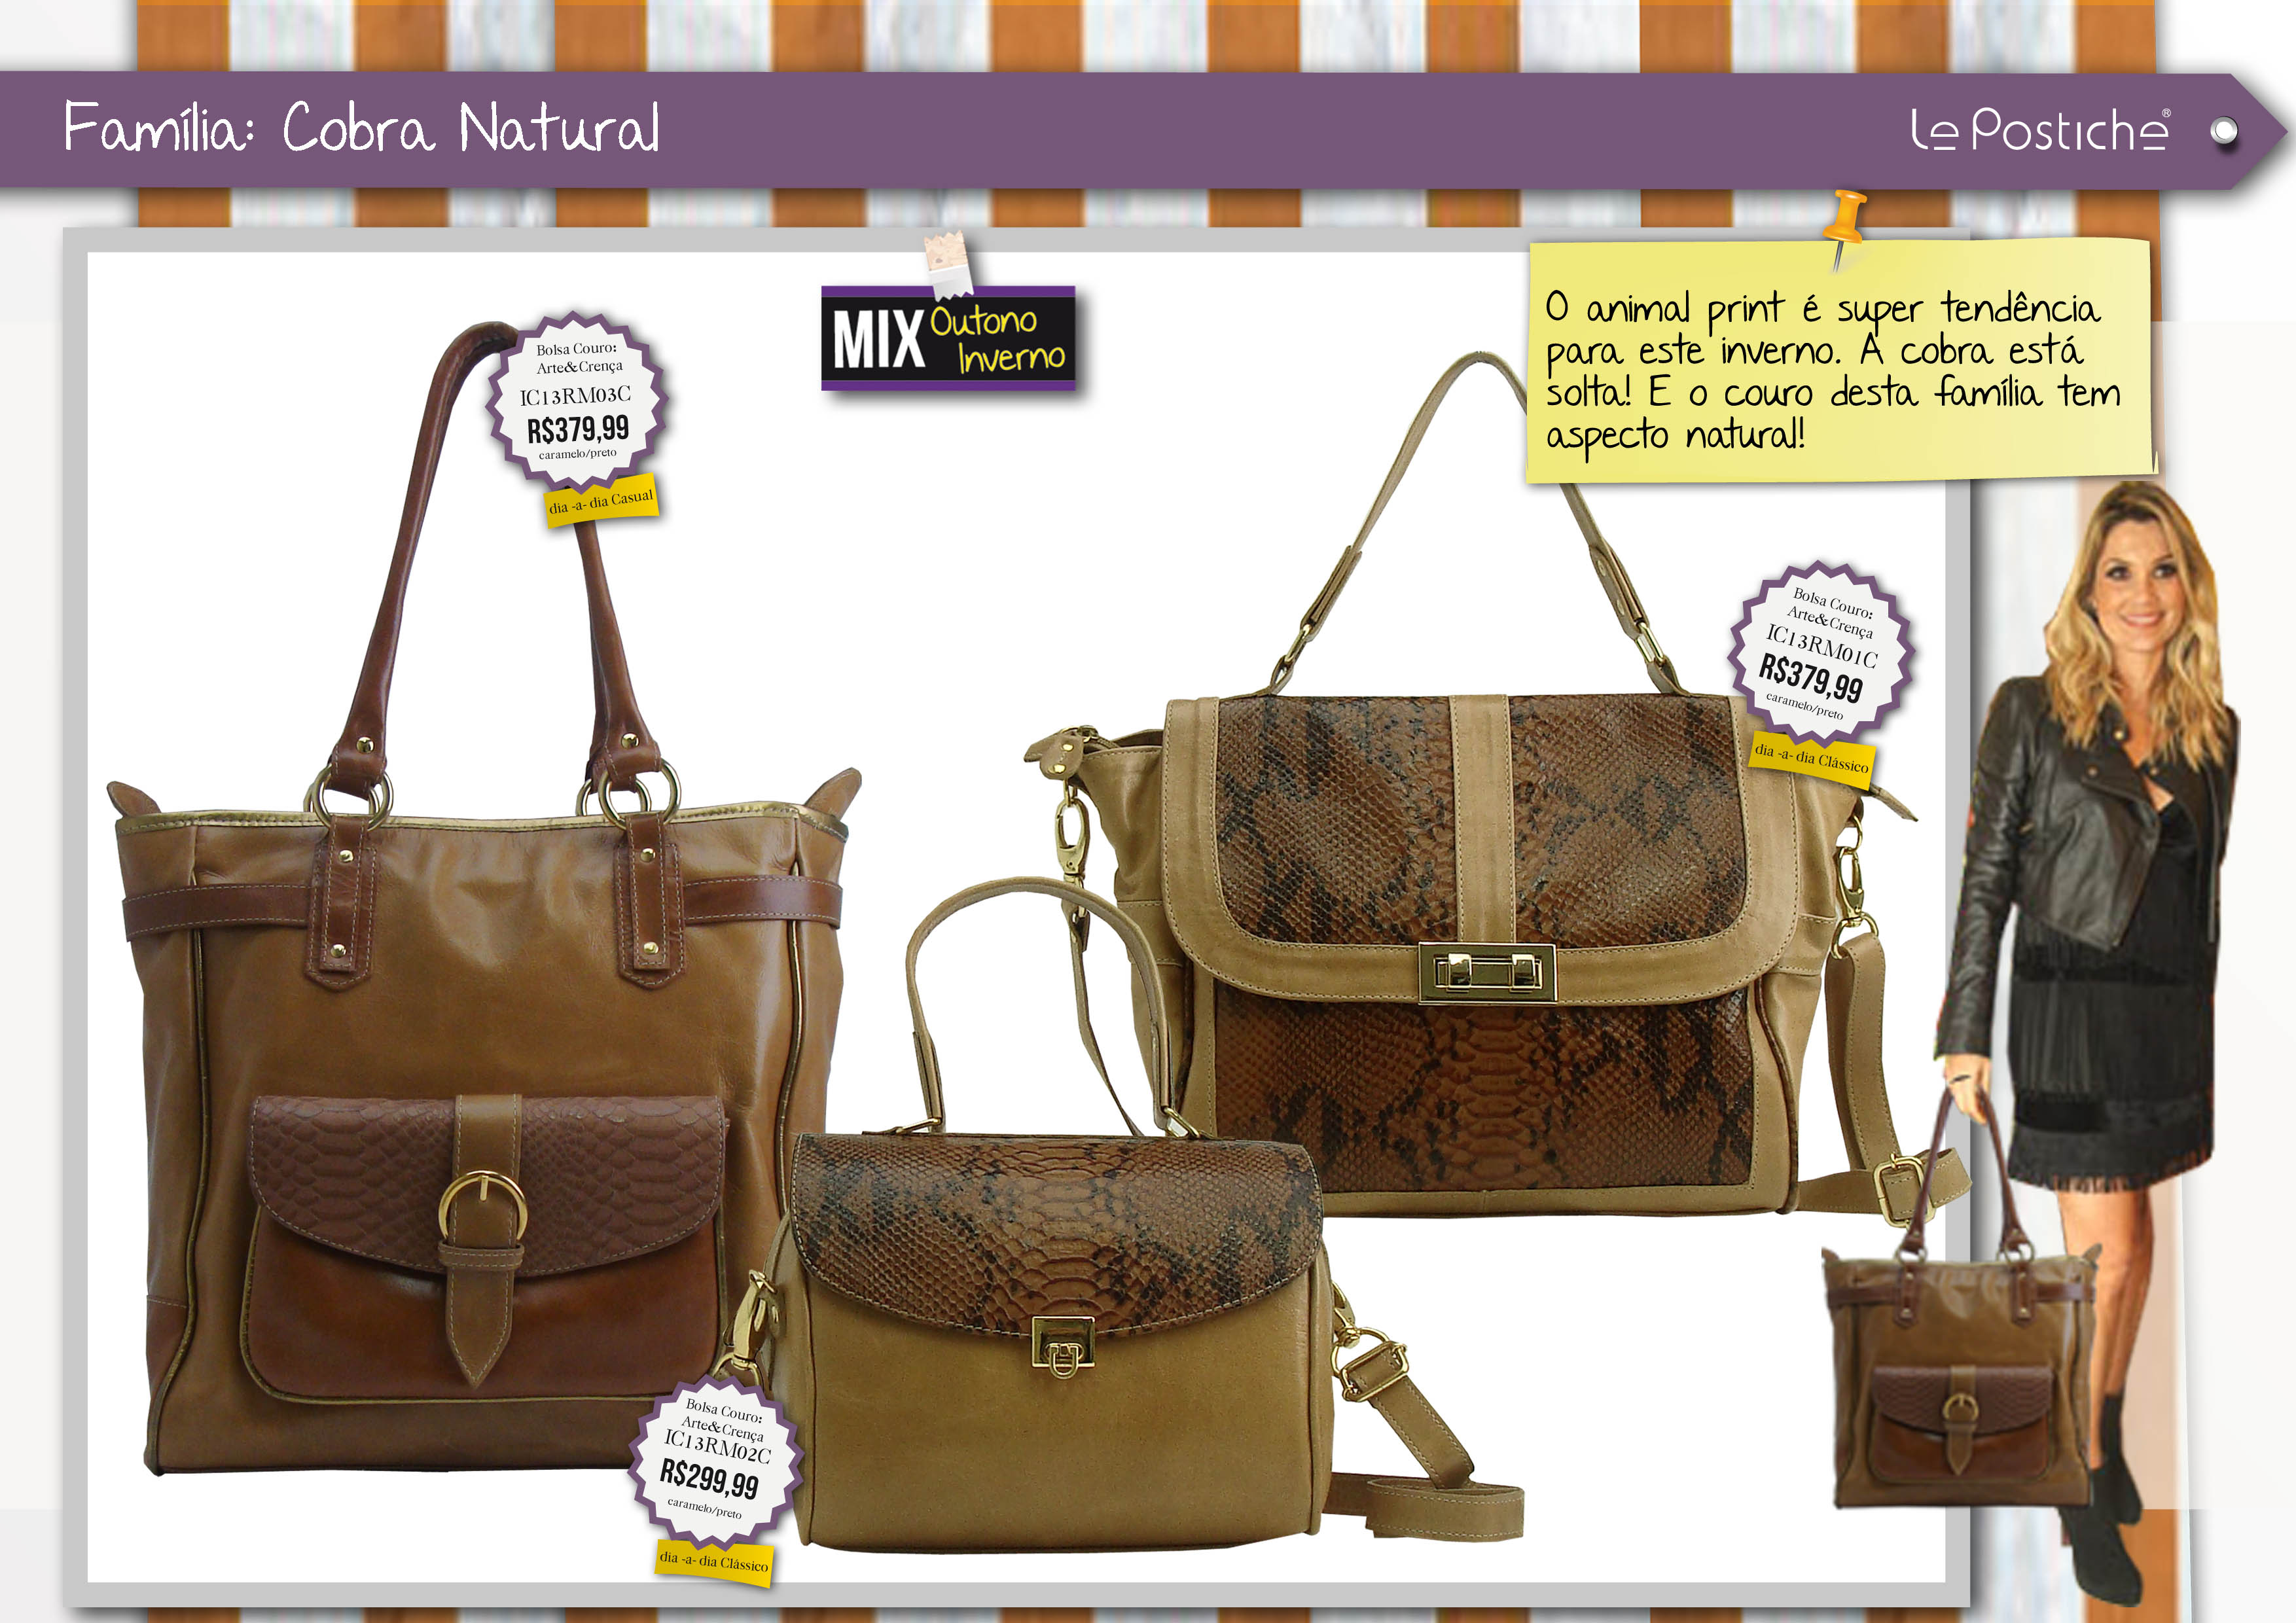 Família: Cobra Natural
Le Postiche®
MIX Outono
Inverno
O animal print é super tendência
para este inverno. A cobra está
solta! E o couro desta família tem
aspecto natural!
Bolsa Couro:
Arte&Crença
IC13RM03C
R$379,99
caramelo/preto
dia -a- dia Casual
Bolsa Couro:
Arte&Crença
IC13RM01C
R$379,99
caramelo/preto
dia -a- dia Clássico
Bolsa Couro:
Arte&Crença
IC13RM02C
R$299,99
caramelo/preto
dia -a- dia Clássico